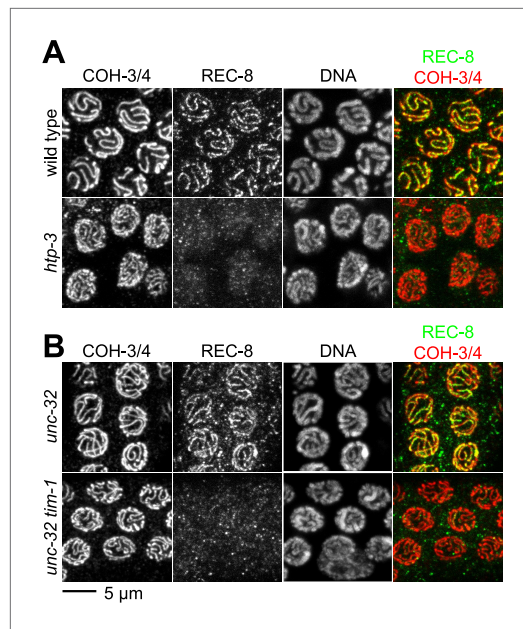 A
COH-3/4 REC-8 DNA REC-8
COH-3/4
wild type
htp-3
B
COH-3/4 REC-8 DNA REC-8
COH-3/4
unc-32
unc-32 tim-1
5 µm